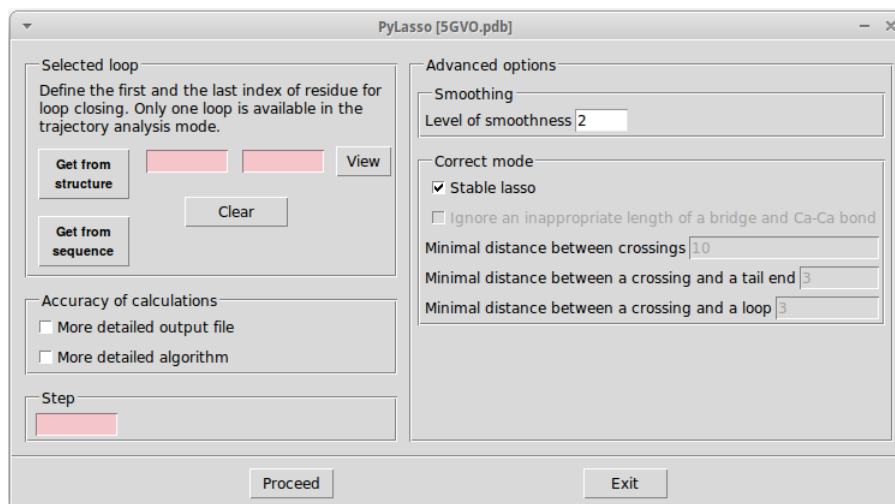 PyLasso [5GVO.pdb]
Selected loop
Define the first and the last index of residue for
loop closing. Only one loop is available in the
trajectory analysis mode.
Get from
structure
View
Clear
Get from
sequence
Accuracy of calculations
More detailed output file
More detailed algorithm
Step
Advanced options
Smoothing
Level of smoothness 2
Correct mode
Stable lasso
Ignore an inappropriate length of a bridge and Ca-Ca bond
Minimal distance between crossings 10
Minimal distance between a crossing and a tail end 3
Minimal distance between a crossing and a loop 3
Proceed
Exit